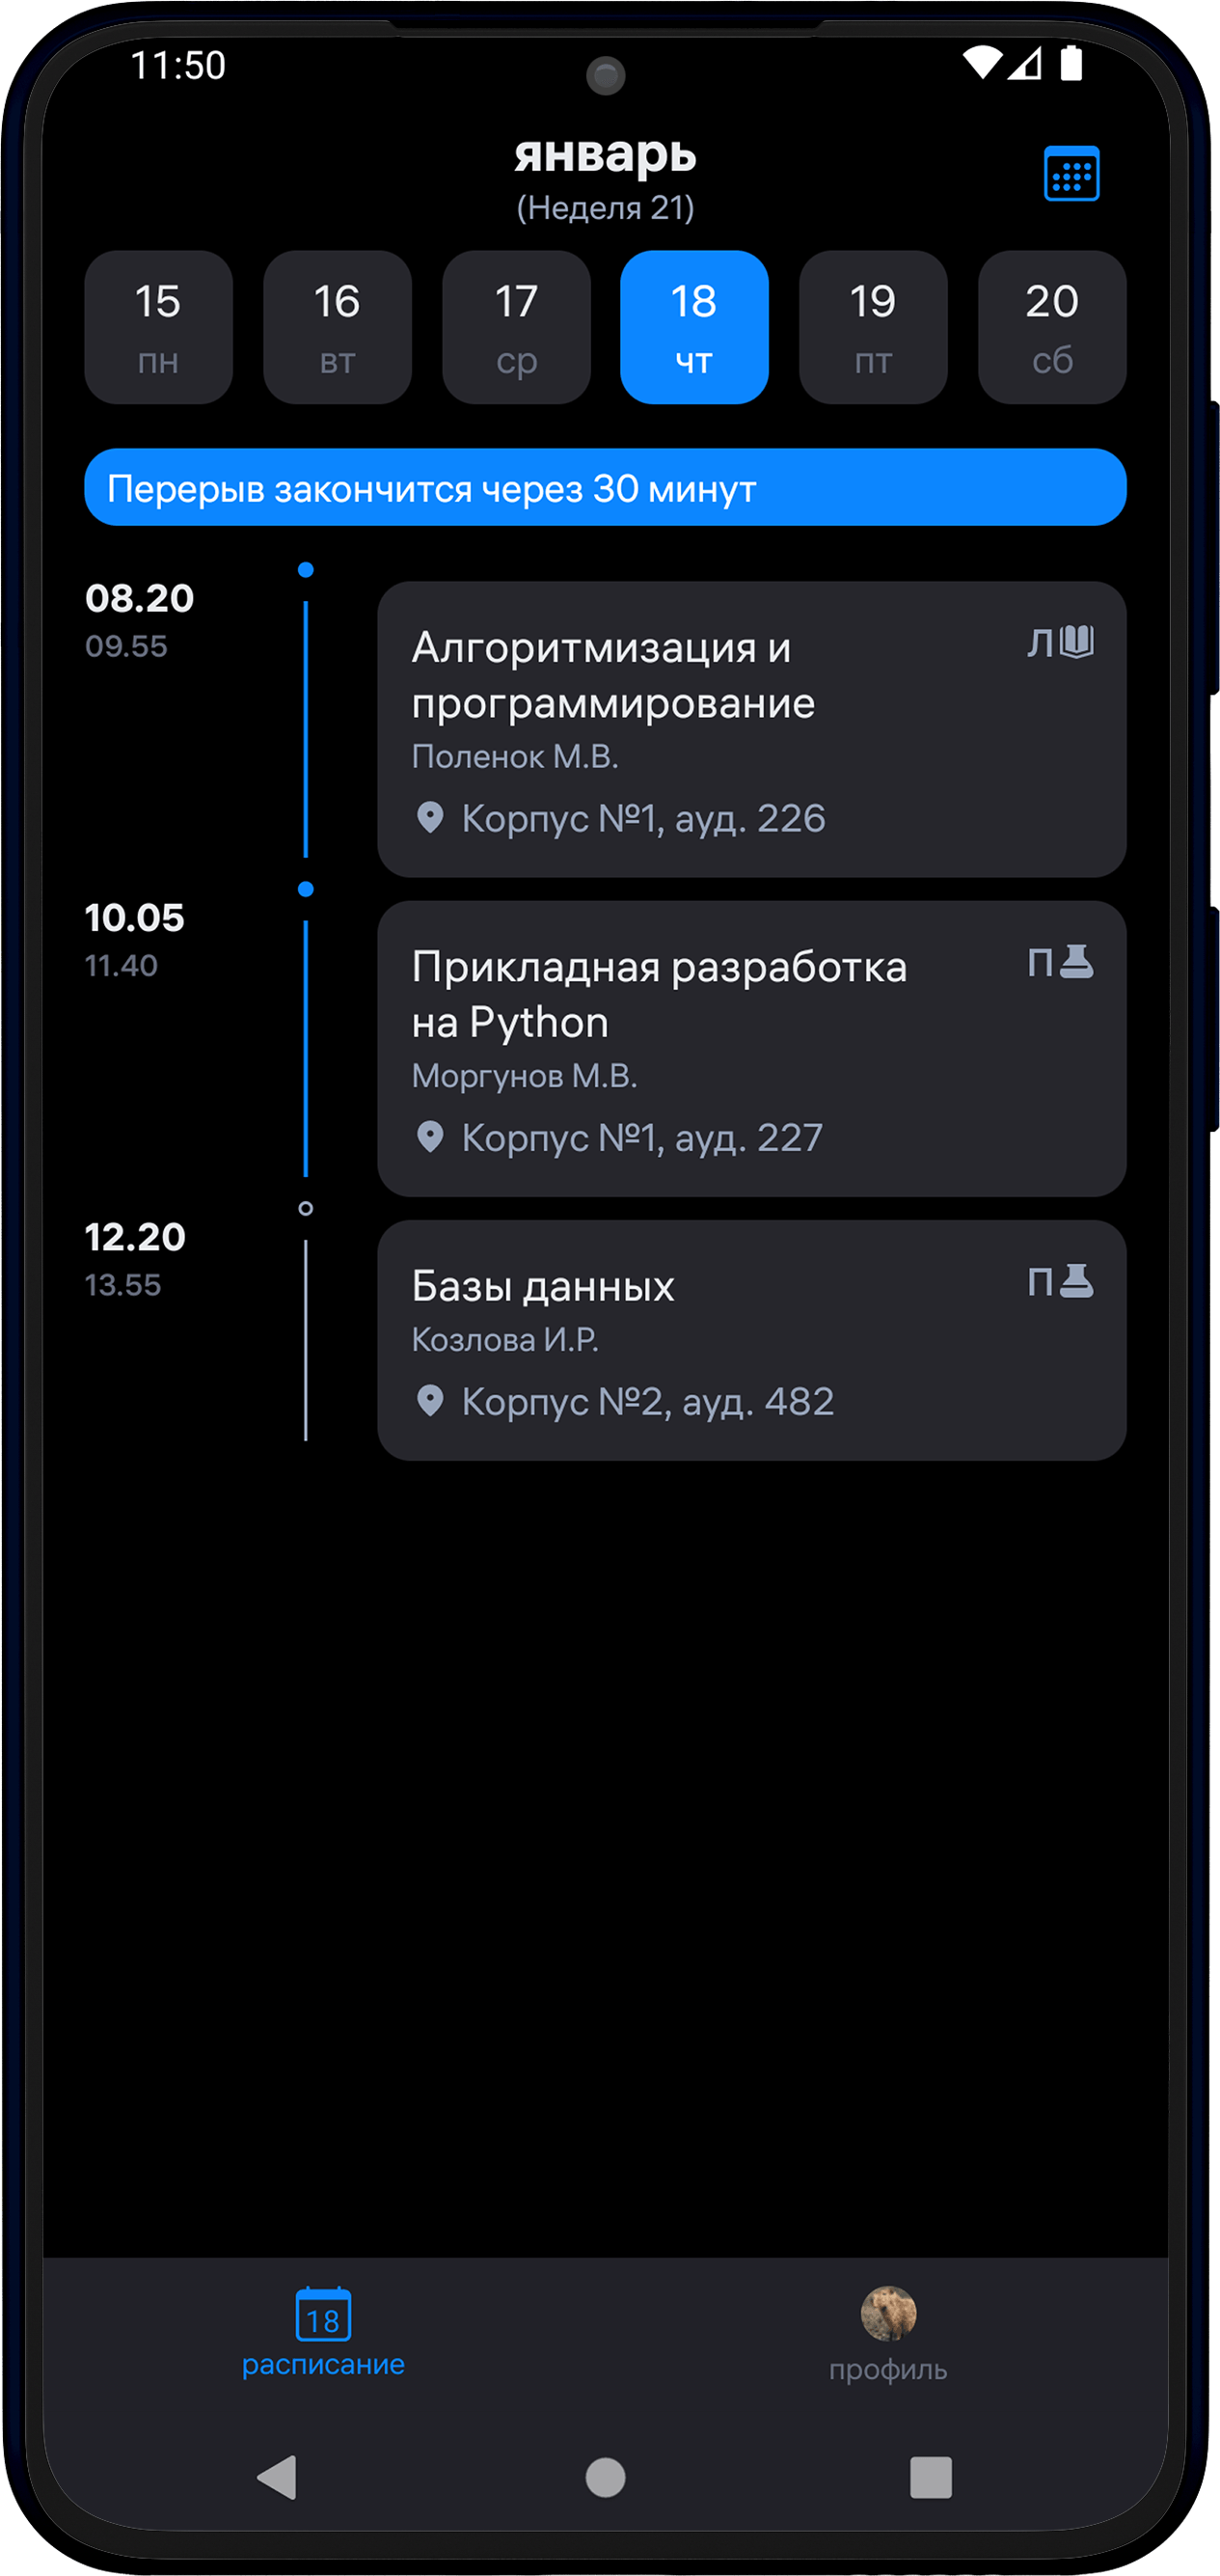 11:50
январь
(Неделя 21)
15 16 17 18 19 20
пн вт ср чт пт сб
Перерыв закончится через 30 минут
08.20
09.55
Алгоритмизация и
программирование
Л
Поленок М.В.
Корпус №1, ауд. 226
10.05
11.40
Прикладная разработка
на Python
П
Моргунов М.В.
Корпус №1, ауд. 227
12.20
13.55
Базы данных
П
Козлова И.Р.
Корпус №2, ауд. 482
18
расписание
профиль